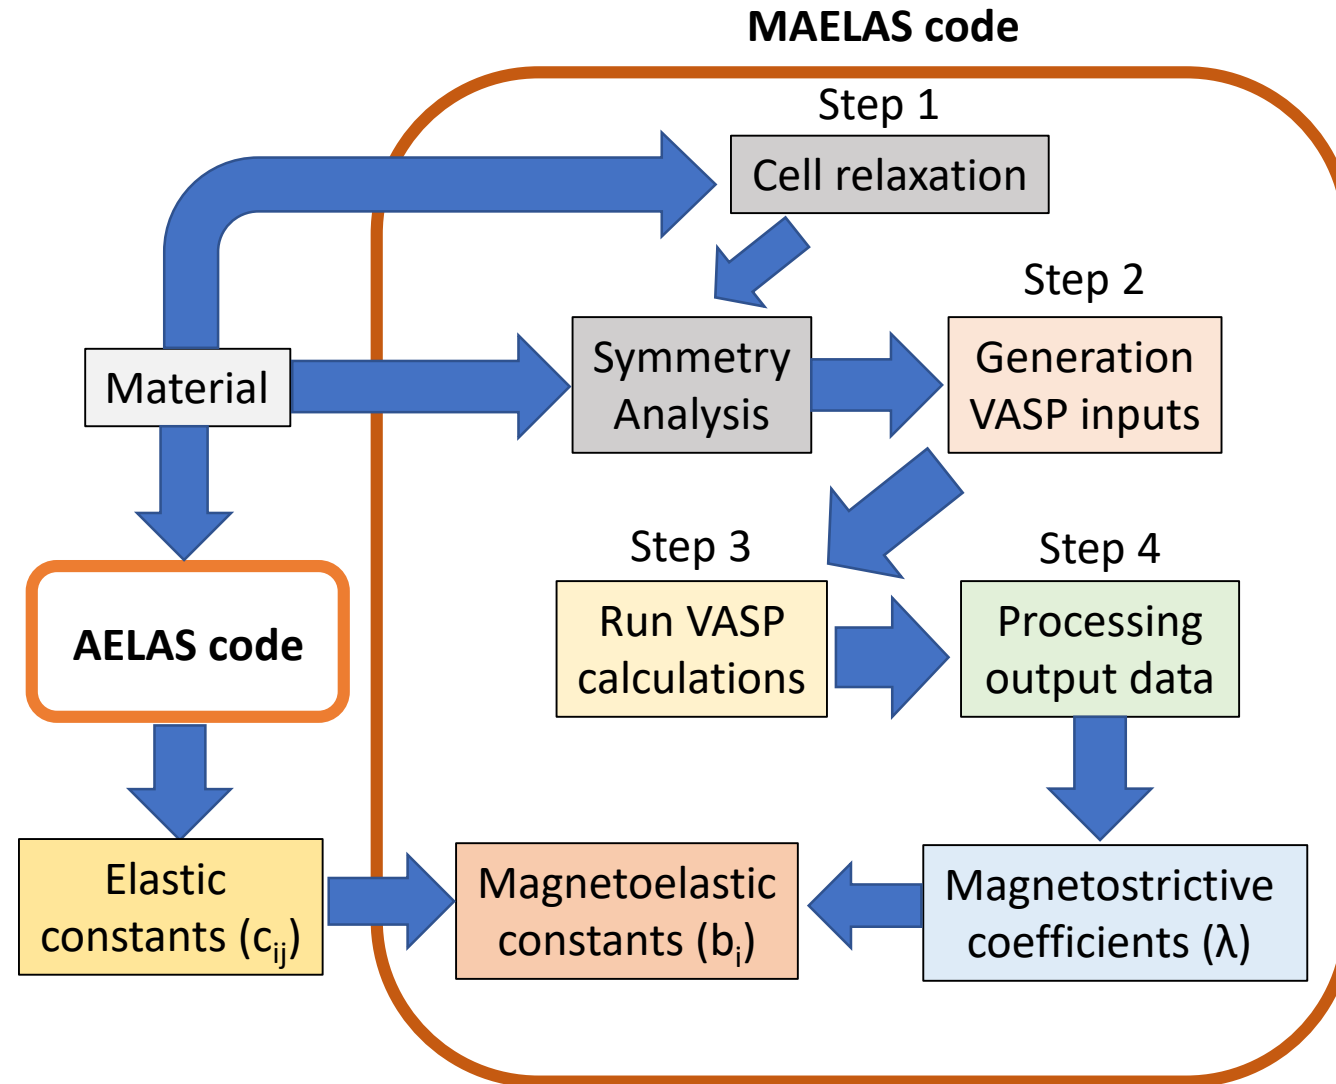 MAELAS code
Step 1
Cell relaxation
Step 2
Material
Symmetry
Analysis
Generation
VASP inputs
Step 3
Step 4
AELAS code
Run VASP
calculations
Processing
output data
Elastic
constants (cij)
Magnetoelastic
constants (bi)
Magnetostrictive
coefficients (λ)